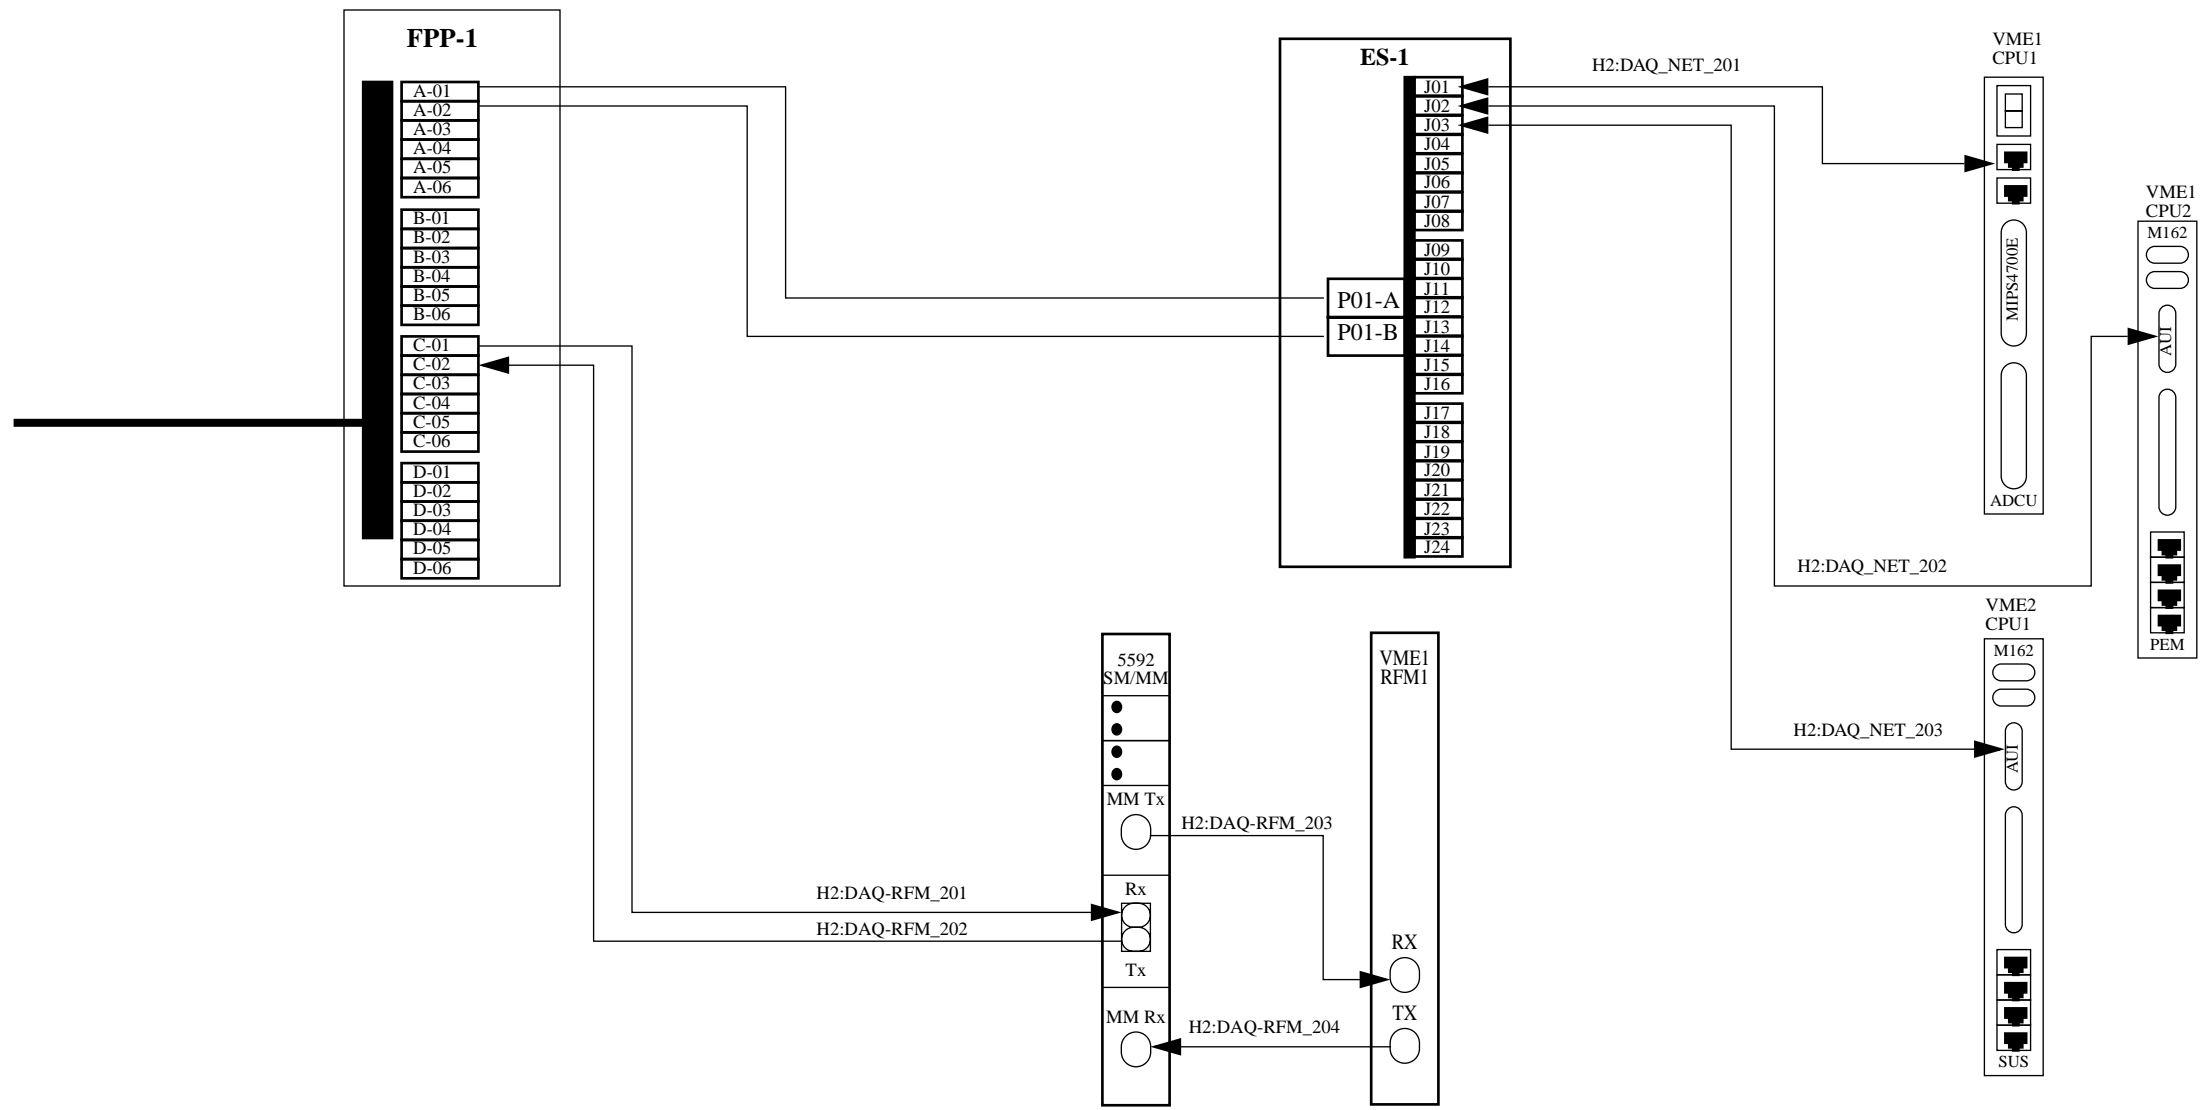 FPP-1
A-01
A-02
A-03
A-04
A-05
A-06
B-01
B-02
B-03
B-04
B-05
B-06
C-01
C-02
C-03
C-04
C-05
C-06
D-01
D-02
D-03
D-04
D-05
D-06
ES-1
J01
J02
J03
J04
J05
J06
J07
J08
J09
J10
J11
J12
J13
J14
J15
J16
J17
J18
J19
J20
J21
J22
J23
J24
P01-A
P01-B
H2:DAQ_NET_201
H2:DAQ_NET_202
H2:DAQ_NET_203
VME1
CPU1
MIPS4700E
ADCU
VME1
CPU2
M162
AUI
PEM
VME2
CPU1
M162
AUI
SUS
5592
SM/MM
MM Tx
Rx
Tx
MM Rx
H2:DAQ-RFM_201
H2:DAQ-RFM_202
H2:DAQ-RFM_203
H2:DAQ-RFM_204
VME1
RFM1
RX
TX